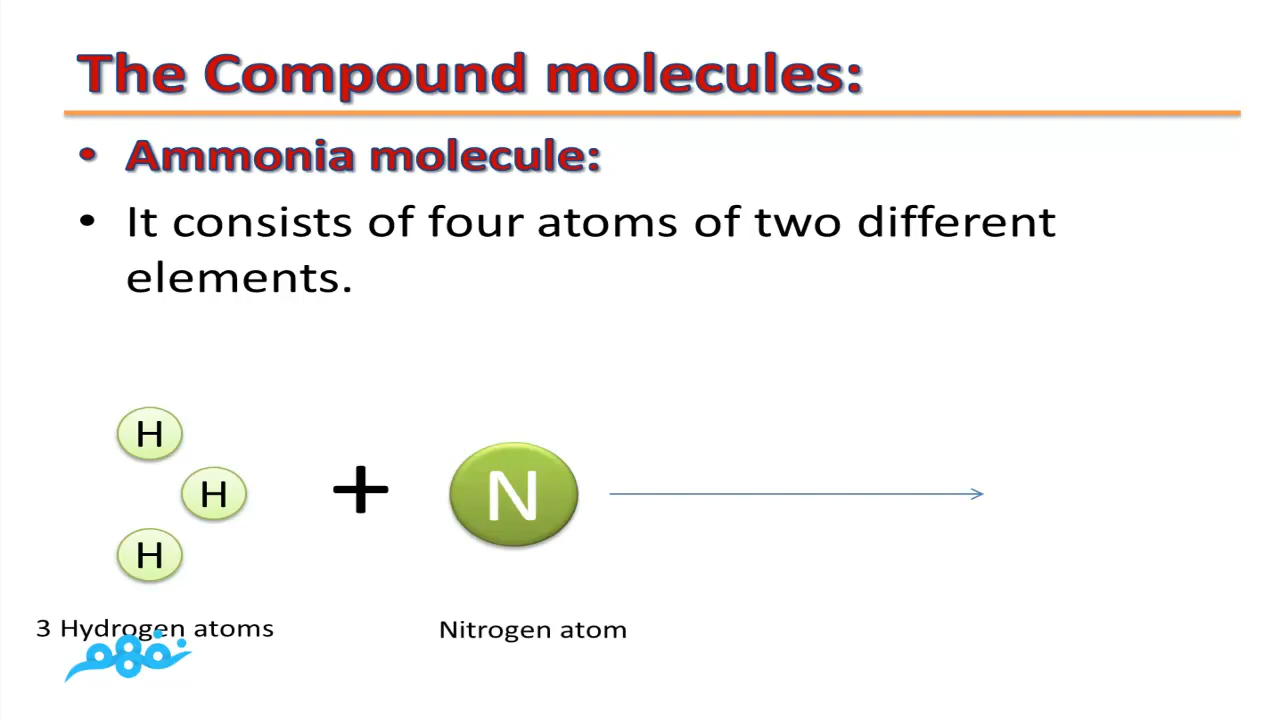 The Compound molecules:
• Ammonia molecule:
• It consists of four atoms of two different
elements.
H
H
H
+
N
3 Hydrogen atoms
Nitrogen atom
نفهم